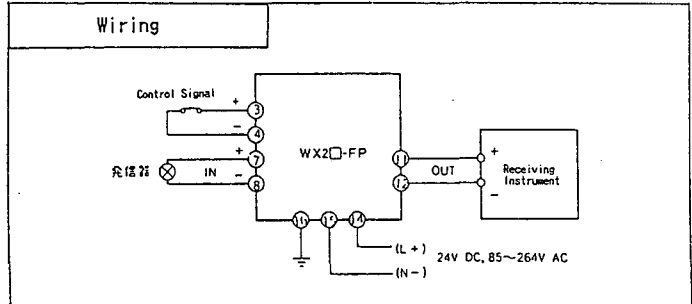 Wiring
Control Signal
+
3
−
4
WX2□-FP
+
7
発信器
IN
−
8
11
OUT
12
+
Receiving
Instrument
−
15
14
(L +)
24V DC, 85～264V AC
(N−)